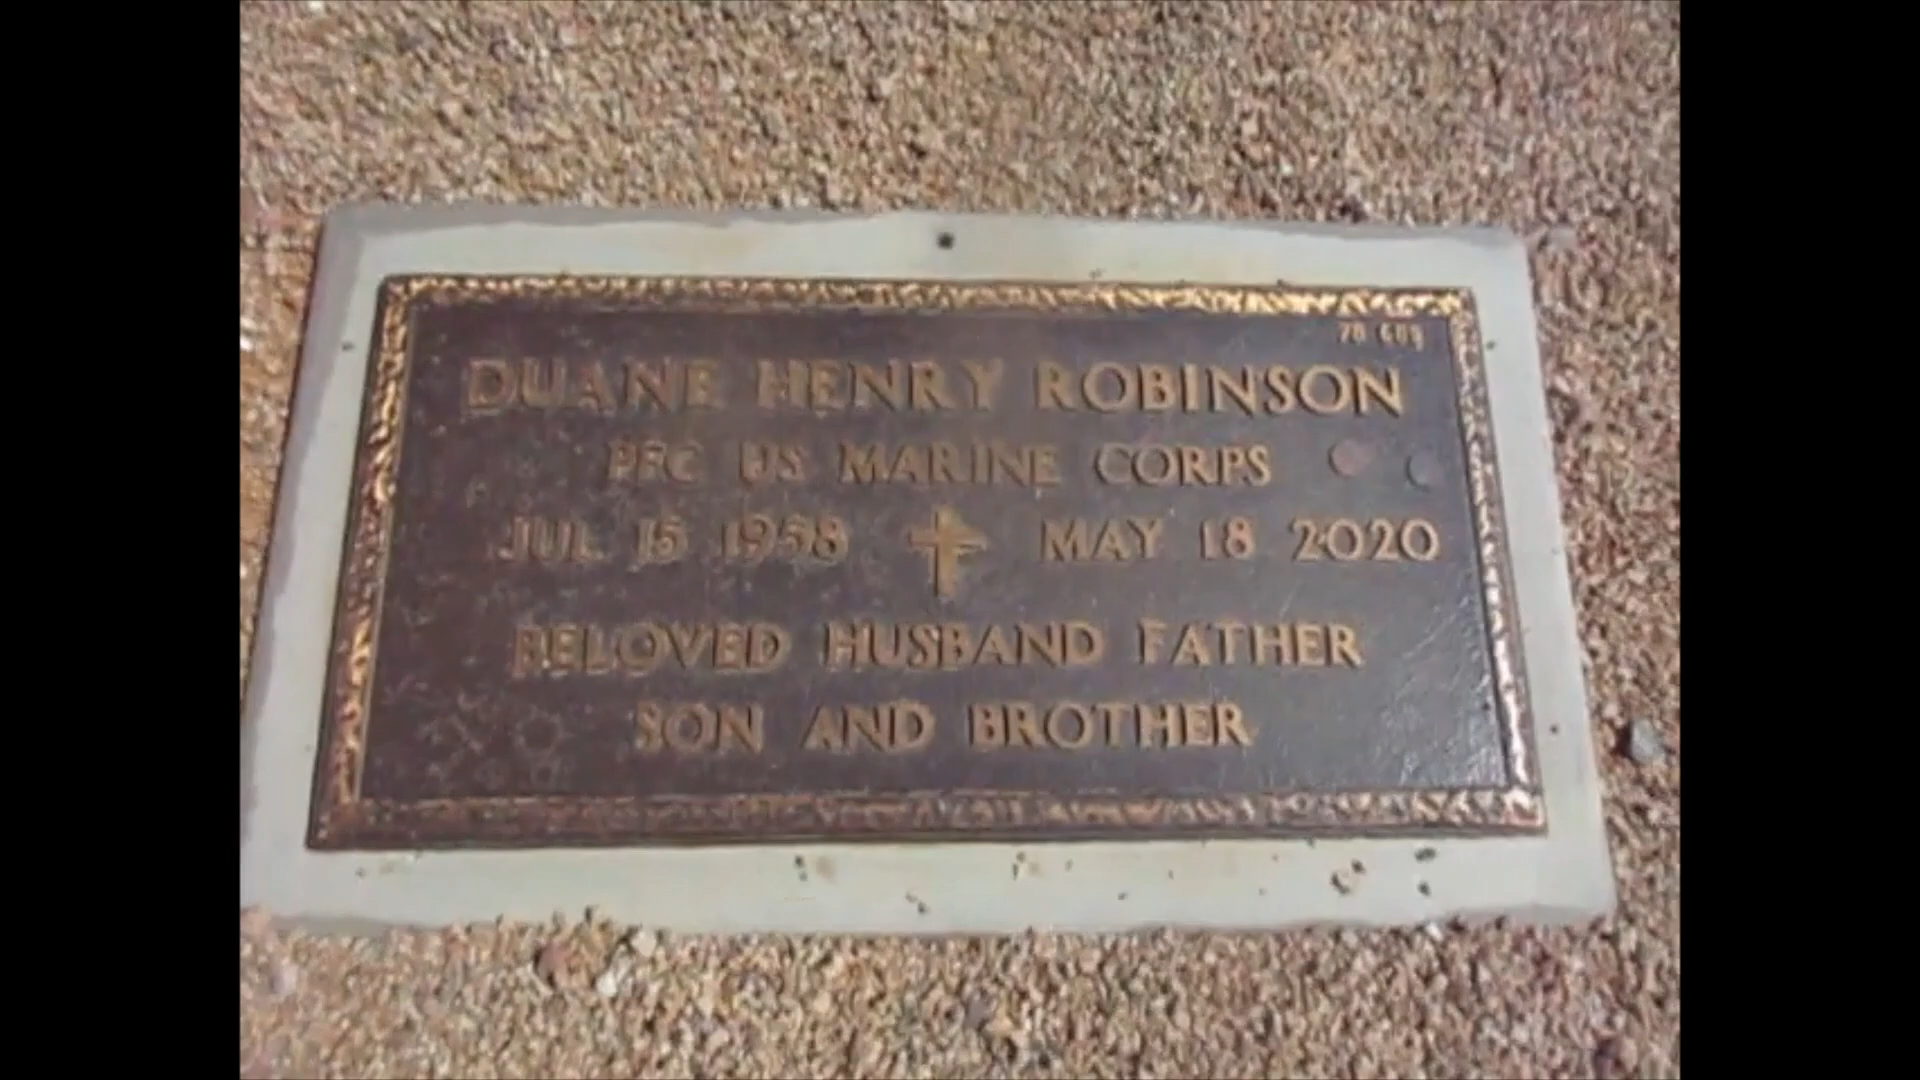 DUANE HENRY ROBINSON
PFC US MARINE CORPS
JUL 15 1958 MAY 18 2020
BELOVED HUSBAND FATHER
SON AND BROTHER